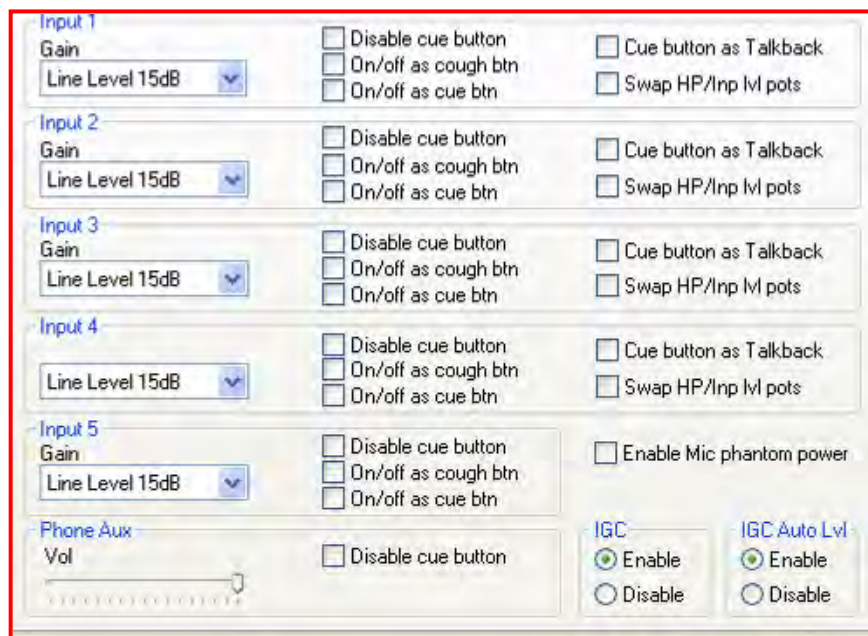 Input 1
Gain
Line Level 15dB
Disable cue button
On/off as cough btn
On/off as cue btn
Cue button as Talkback
Swap HP/Inp lvl pots
Input 2
Gain
Line Level 15dB
Disable cue button
On/off as cough btn
On/off as cue btn
Cue button as Talkback
Swap HP/Inp lvl pots
Input 3
Gain
Line Level 15dB
Disable cue button
On/off as cough btn
On/off as cue btn
Cue button as Talkback
Swap HP/Inp lvl pots
Input 4
Line Level 15dB
Disable cue button
On/off as cough btn
On/off as cue btn
Cue button as Talkback
Swap HP/Inp lvl pots
Input 5
Gain
Line Level 15dB
Disable cue button
On/off as cough btn
On/off as cue btn
Enable Mic phantom power
Phone Aux
Vol
Disable cue button
IGC
Enable
Disable
IGC Auto Lvl
Enable
Disable